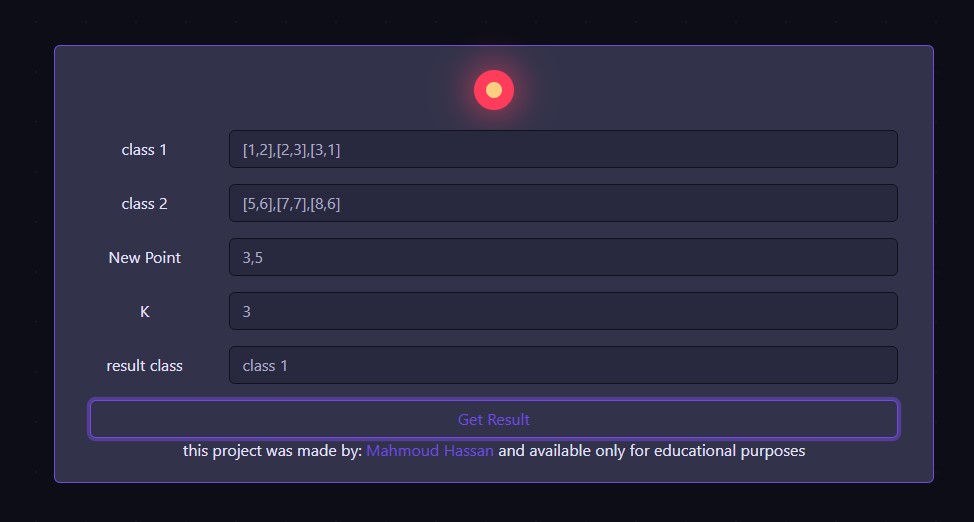 class 1 [1,2],[2,3],[3,1]
class 2 [5,6],[7,7],[8,6]
New Point 3,5
K 3
result class class 1
Get Result
this project was made by: Mahmoud Hassan and available only for educational purposes